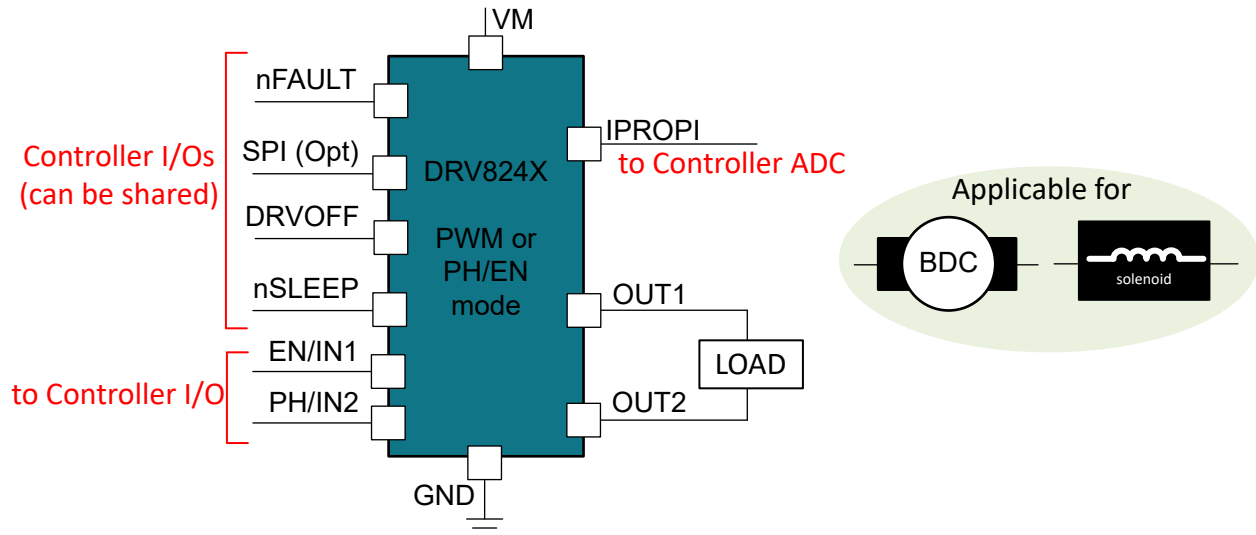 VM
nFAULT
SPI (Opt)
DRVOFF
nSLEEP
Controller I/Os
(can be shared)
EN/IN1
PH/IN2
to Controller I/O
DRV824X
PWM or
PH/EN
mode
IPROPI
to Controller ADC
OUT1
LOAD
OUT2
GND
Applicable for
BDC
solenoid